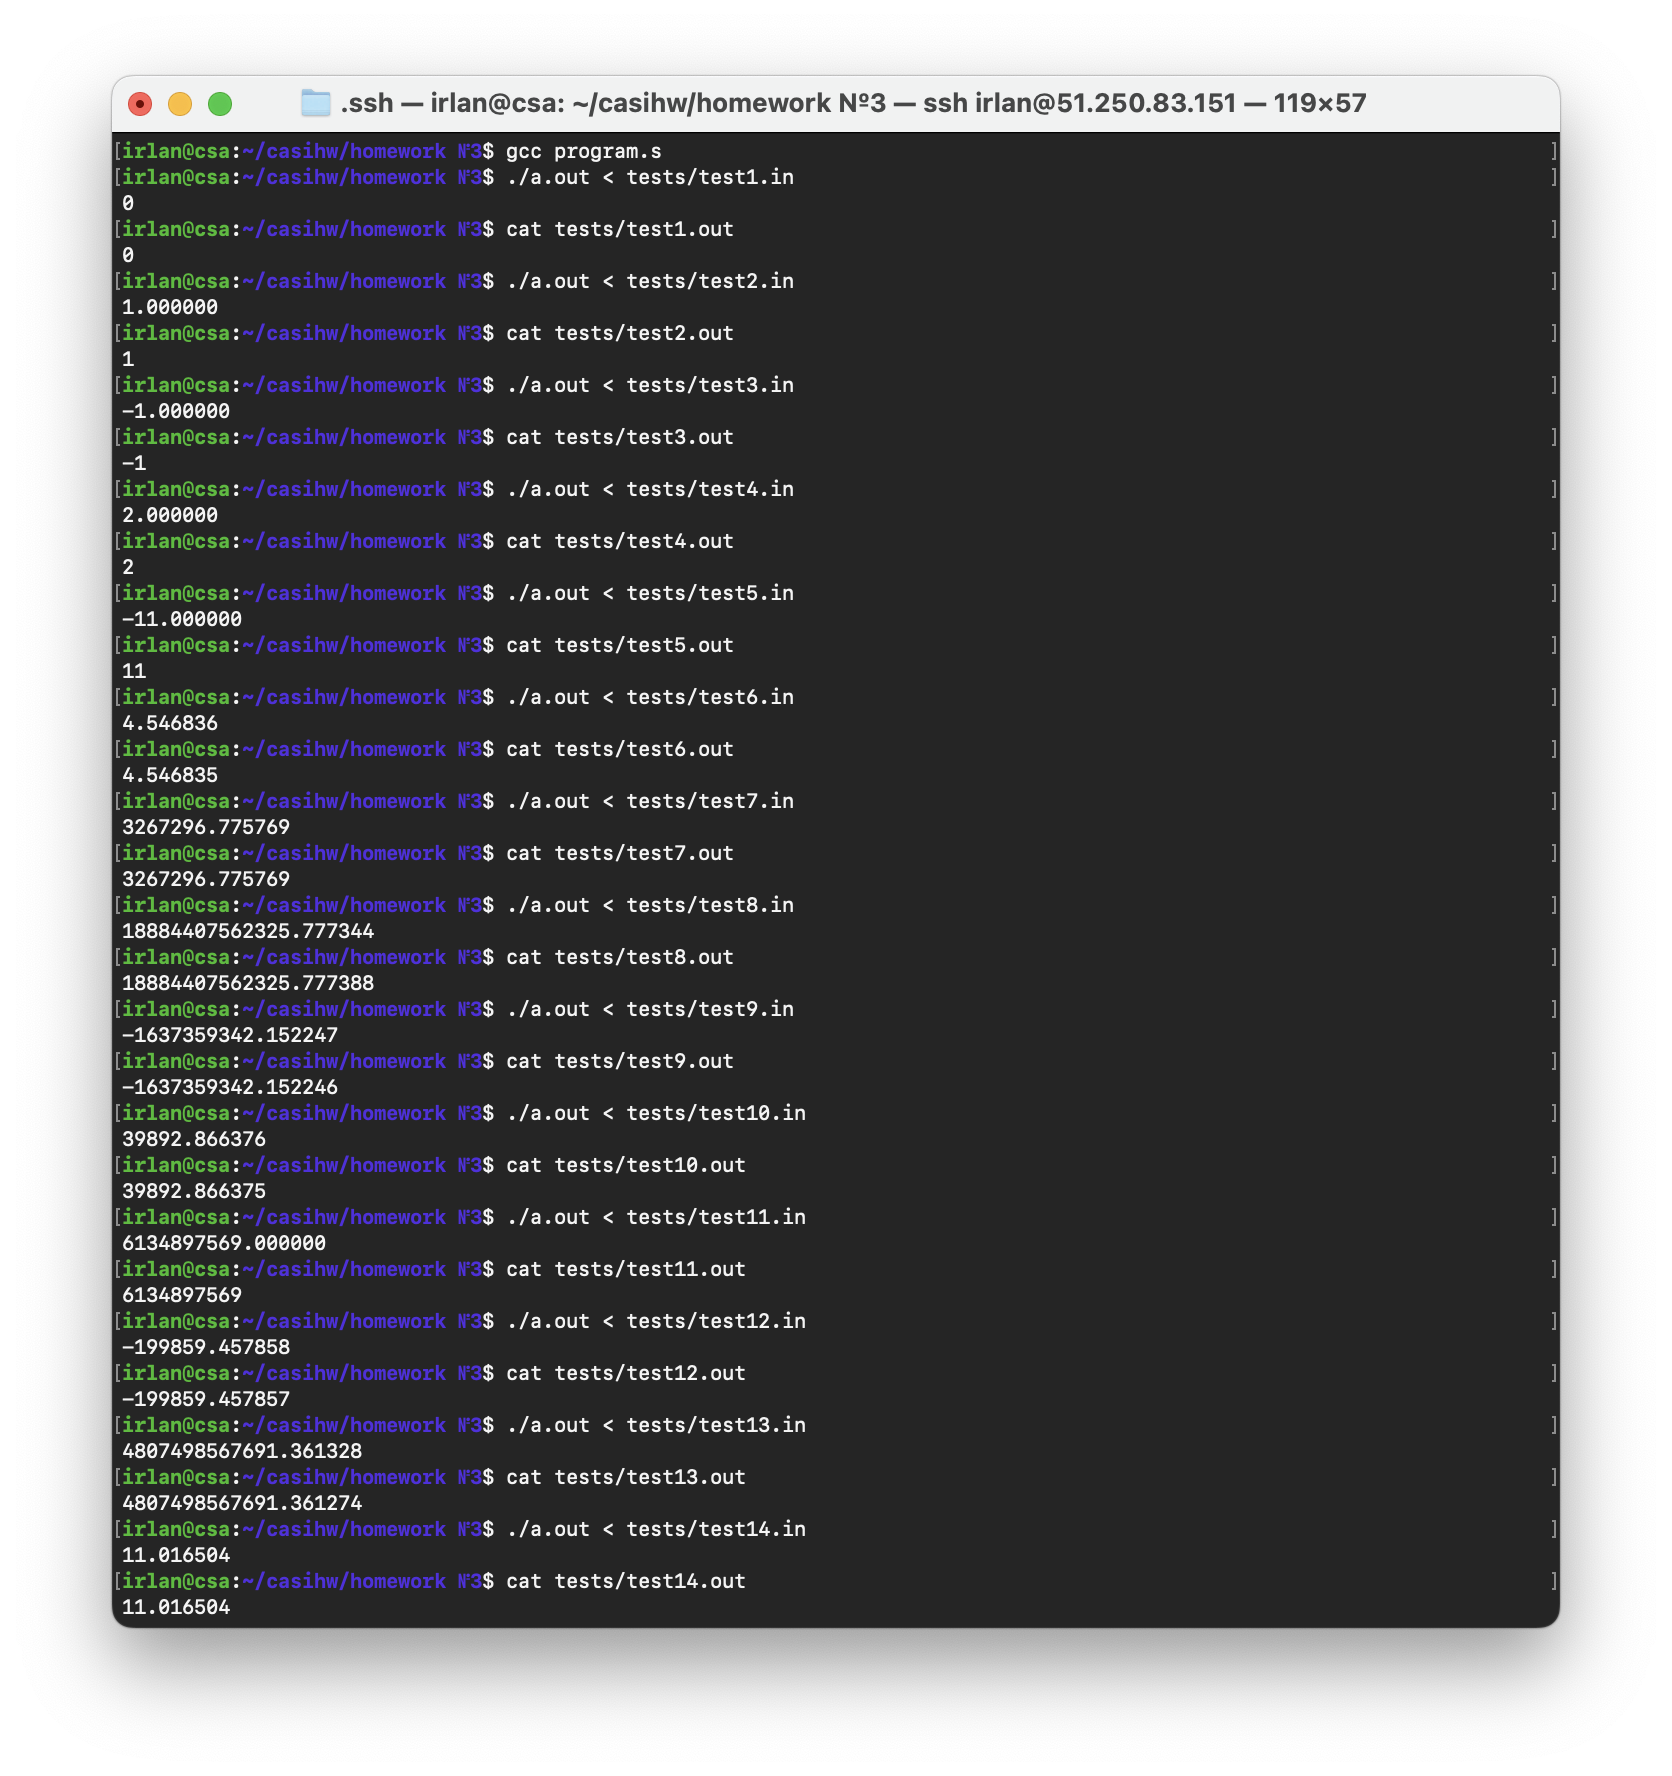 .ssh — irlan@csa: ~/casihw/homework №3 — ssh irlan@51.250.83.151 — 119×57
[irlan@csa:~/casihw/homework №3$ gcc program.s ]
[irlan@csa:~/casihw/homework №3$ ./a.out < tests/test1.in ]
0
[irlan@csa:~/casihw/homework №3$ cat tests/test1.out ]
0
[irlan@csa:~/casihw/homework №3$ ./a.out < tests/test2.in ]
1.000000
[irlan@csa:~/casihw/homework №3$ cat tests/test2.out ]
1
[irlan@csa:~/casihw/homework №3$ ./a.out < tests/test3.in ]
-1.000000
[irlan@csa:~/casihw/homework №3$ cat tests/test3.out ]
-1
[irlan@csa:~/casihw/homework №3$ ./a.out < tests/test4.in ]
2.000000
[irlan@csa:~/casihw/homework №3$ cat tests/test4.out ]
2
[irlan@csa:~/casihw/homework №3$ ./a.out < tests/test5.in ]
-11.000000
[irlan@csa:~/casihw/homework №3$ cat tests/test5.out ]
11
[irlan@csa:~/casihw/homework №3$ ./a.out < tests/test6.in ]
4.546836
[irlan@csa:~/casihw/homework №3$ cat tests/test6.out ]
4.546835
[irlan@csa:~/casihw/homework №3$ ./a.out < tests/test7.in ]
3267296.775769
[irlan@csa:~/casihw/homework №3$ cat tests/test7.out ]
3267296.775769
[irlan@csa:~/casihw/homework №3$ ./a.out < tests/test8.in ]
18884407562325.777344
[irlan@csa:~/casihw/homework №3$ cat tests/test8.out ]
18884407562325.777388
[irlan@csa:~/casihw/homework №3$ ./a.out < tests/test9.in ]
-1637359342.152247
[irlan@csa:~/casihw/homework №3$ cat tests/test9.out ]
-1637359342.152246
[irlan@csa:~/casihw/homework №3$ ./a.out < tests/test10.in ]
39892.866376
[irlan@csa:~/casihw/homework №3$ cat tests/test10.out ]
39892.866375
[irlan@csa:~/casihw/homework №3$ ./a.out < tests/test11.in ]
6134897569.000000
[irlan@csa:~/casihw/homework №3$ cat tests/test11.out ]
6134897569
[irlan@csa:~/casihw/homework №3$ ./a.out < tests/test12.in ]
-199859.457858
[irlan@csa:~/casihw/homework №3$ cat tests/test12.out ]
-199859.457857
[irlan@csa:~/casihw/homework №3$ ./a.out < tests/test13.in ]
4807498567691.361328
[irlan@csa:~/casihw/homework №3$ cat tests/test13.out ]
4807498567691.361274
[irlan@csa:~/casihw/homework №3$ ./a.out < tests/test14.in ]
11.016504
[irlan@csa:~/casihw/homework №3$ cat tests/test14.out ]
11.016504